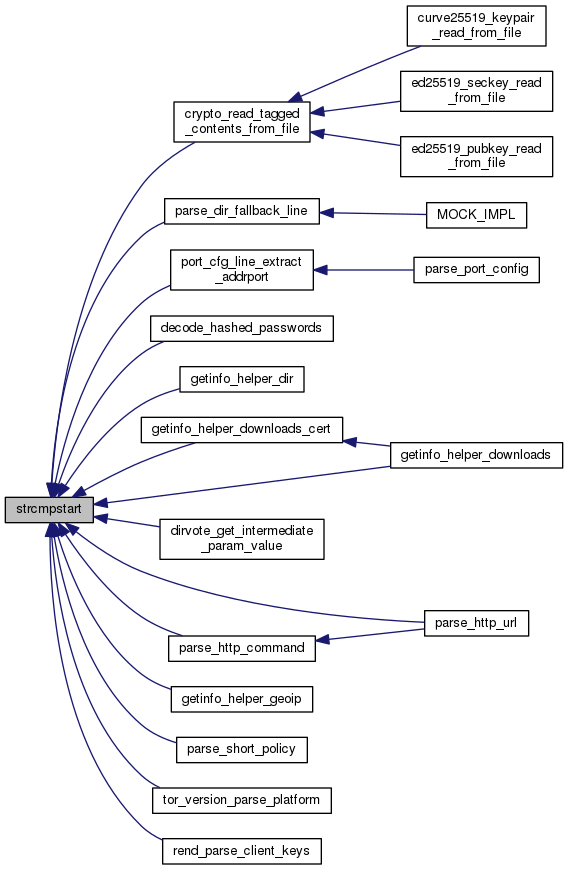 curve25519_keypair
_read_from_file
ed25519_seckey_read
_from_file
crypto_read_tagged
_contents_from_file
ed25519_pubkey_read
_from_file
parse_dir_fallback_line
MOCK_IMPL
port_cfg_line_extract
_addrport
parse_port_config
decode_hashed_passwords
getinfo_helper_dir
getinfo_helper_downloads_cert
getinfo_helper_downloads
strcmpstart
dirvote_get_intermediate
_param_value
parse_http_url
parse_http_command
getinfo_helper_geoip
parse_short_policy
tor_version_parse_platform
rend_parse_client_keys